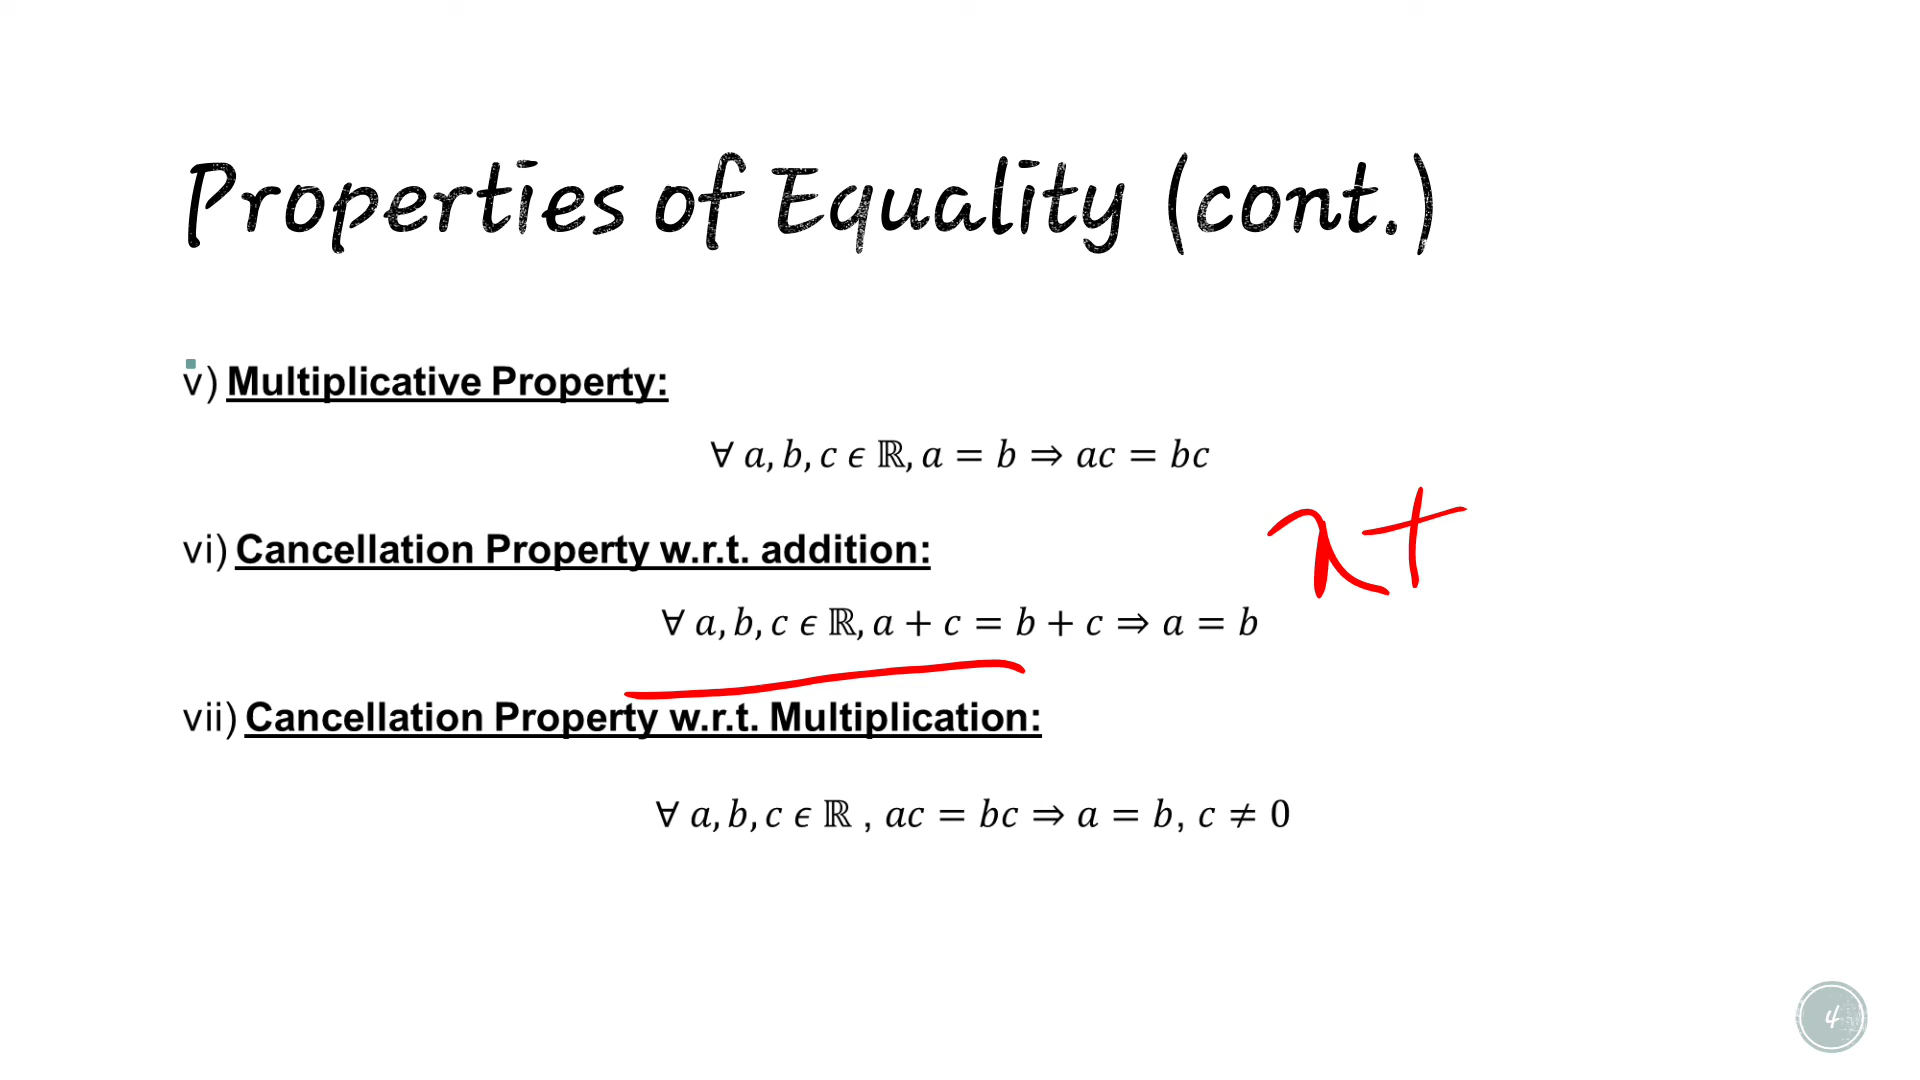 Properties of Equality (cont.)
v) Multiplicative Property:
∀ a, b, c ϵ ℝ, a = b ⇒ ac = bc
vi) Cancellation Property w.r.t. addition:
x+
∀ a, b, c ϵ ℝ, a + c = b + c ⇒ a = b
vii) Cancellation Property w.r.t. Multiplication:
∀ a, b, c ϵ ℝ , ac = bc ⇒ a = b, c ≠ 0
4